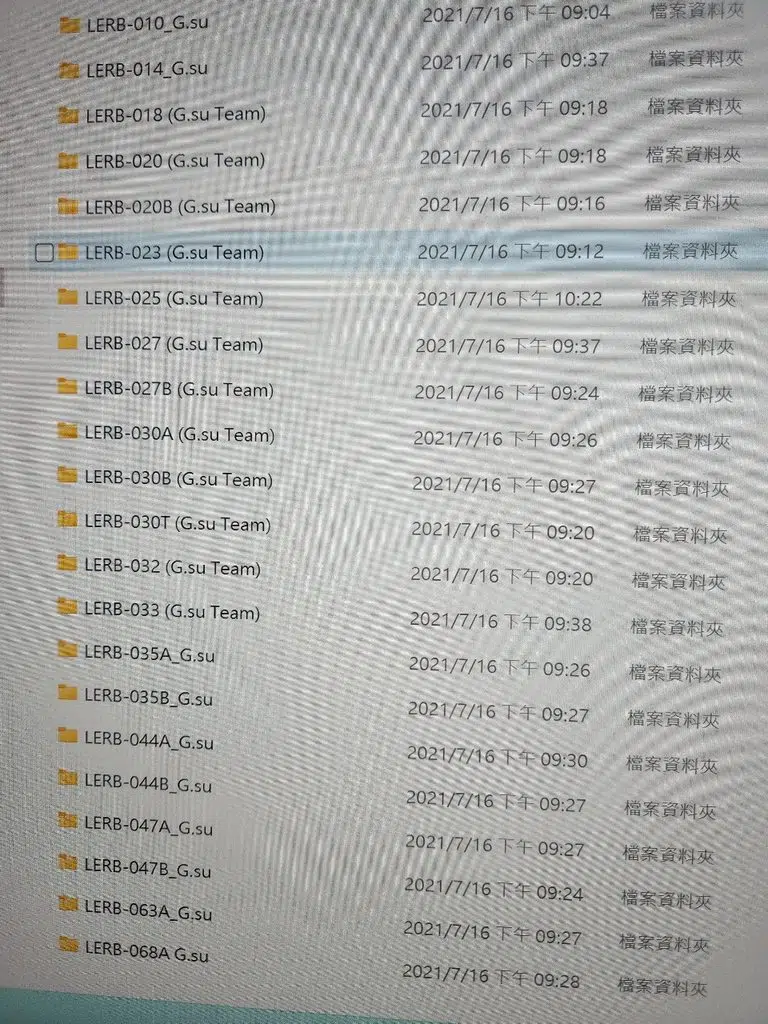 LERB-010_G.su 2021/7/16 下午 09:04 檔案資料夾
LERB-014_G.su 2021/7/16 下午 09:37 檔案資料夾
LERB-018 (G.su Team) 2021/7/16 下午 09:18 檔案資料夾
LERB-020 (G.su Team) 2021/7/16 下午 09:18 檔案資料夾
LERB-020B (G.su Team) 2021/7/16 下午 09:16 檔案資料夾
LERB-023 (G.su Team) 2021/7/16 下午 09:12 檔案資料夾
LERB-025 (G.su Team) 2021/7/16 下午 10:22 檔案資料夾
LERB-027 (G.su Team) 2021/7/16 下午 09:37 檔案資料夾
LERB-027B (G.su Team) 2021/7/16 下午 09:24 檔案資料夾
LERB-030A (G.su Team) 2021/7/16 下午 09:26 檔案資料夾
LERB-030B (G.su Team) 2021/7/16 下午 09:27 檔案資料夾
LERB-030T (G.su Team) 2021/7/16 下午 09:20 檔案資料夾
LERB-032 (G.su Team) 2021/7/16 下午 09:20 檔案資料夾
LERB-033 (G.su Team) 2021/7/16 下午 09:38 檔案資料夾
LERB-035A_G.su 2021/7/16 下午 09:26 檔案資料夾
LERB-035B_G.su 2021/7/16 下午 09:27 檔案資料夾
LERB-044A_G.su 2021/7/16 下午 09:30 檔案資料夾
LERB-044B_G.su 2021/7/16 下午 09:27 檔案資料夾
LERB-047A_G.su 2021/7/16 下午 09:27 檔案資料夾
LERB-047B_G.su 2021/7/16 下午 09:24 檔案資料夾
LERB-063A_G.su 2021/7/16 下午 09:27 檔案資料夾
LERB-068A G.su 2021/7/16 下午 09:28 檔案資料夾